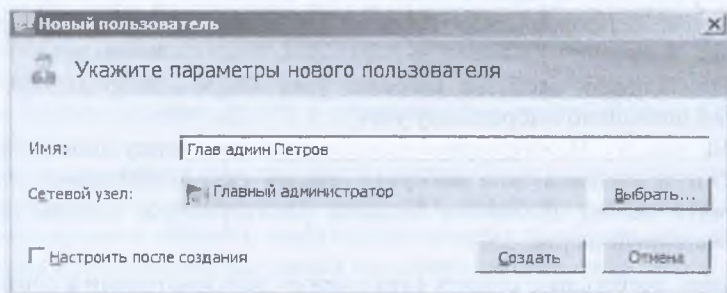 Новый пользователь
Укажите параметры нового пользователя
Имя: Глав админ Петров
Сетевой узел: Главный администратор Выбрать...
Настроить после создания Создать Отмена